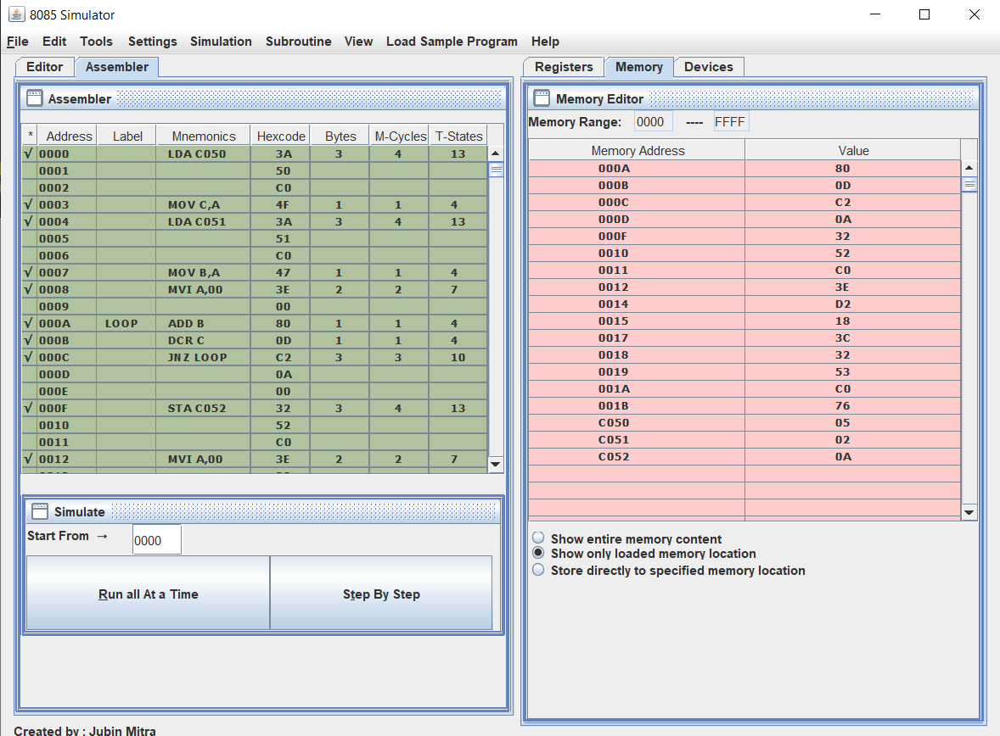 8085 Simulator
File Edit Tools Settings Simulation Subroutine View Load Sample Program Help
Editor Assembler
Assembler
* Address Label Mnemonics Hexcode Bytes M-Cycles T-States
√ 0000 LDA C050 3A 3 4 13
0001 50
0002 C0
√ 0003 MOV C,A 4F 1 1 4
√ 0004 LDA C051 3A 3 4 13
0005 51
0006 C0
√ 0007 MOV B,A 47 1 1 4
√ 0008 MVI A,00 3E 2 2 7
0009 00
√ 000A LOOP ADD B 80 1 1 4
√ 000B DCR C 0D 1 1 4
√ 000C JNZ LOOP C2 3 3 10
000D 0A
000E 00
√ 000F STA C052 32 3 4 13
0010 52
0011 C0
√ 0012 MVI A,00 3E 2 2 7
Simulate
Start From → 0000
Run all At a Time Step By Step
Registers Memory Devices
Memory Editor
Memory Range: 0000 ---- FFFF
Memory Address Value
000A 80
000B 0D
000C C2
000D 0A
000F 32
0010 52
0011 C0
0012 3E
0014 D2
0015 18
0017 3C
0018 32
0019 53
001A C0
001B 76
C050 05
C051 02
C052 0A
Show entire memory content
Show only loaded memory location
Store directly to specified memory location
Created by : Jubin Mitra